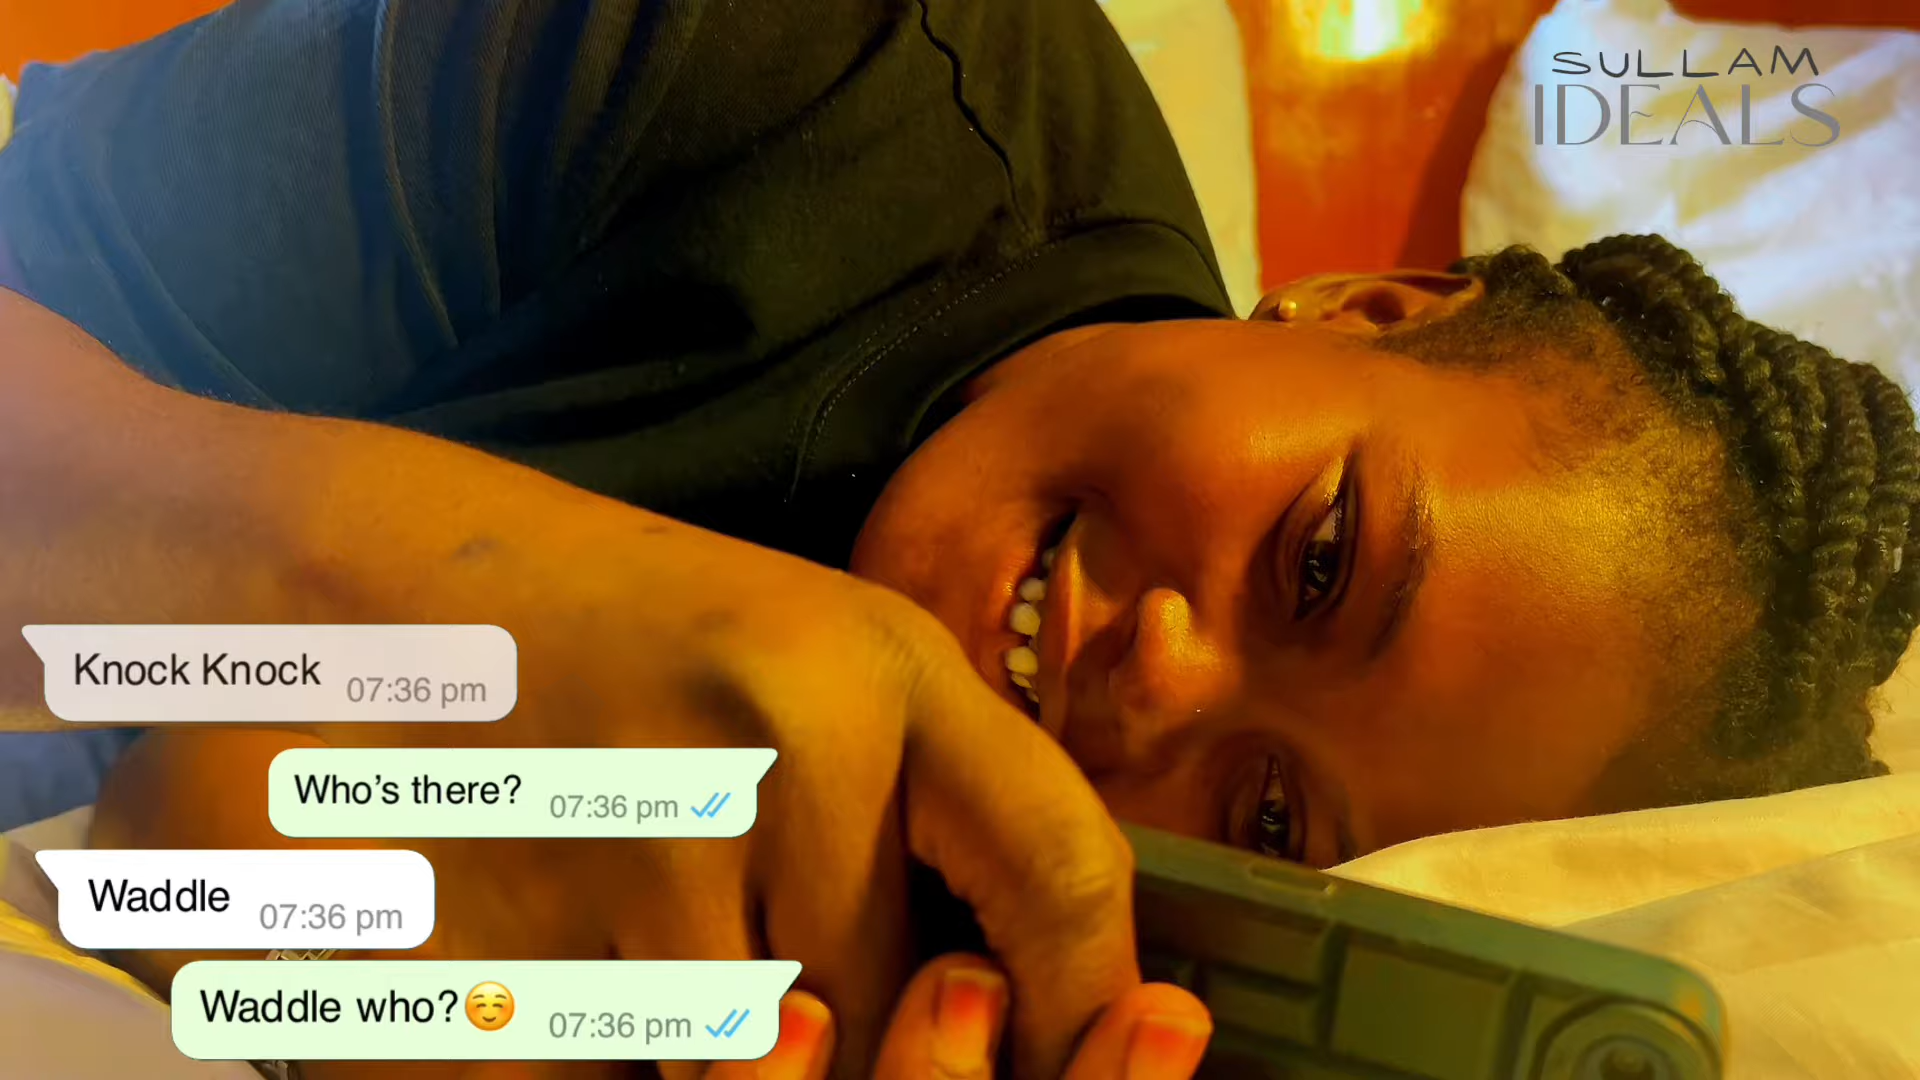 SULLAM
IDEALS
Knock Knock 07:36 pm
Who’s there? 07:36 pm
Waddle 07:36 pm
Waddle who?☺️ 07:36 pm